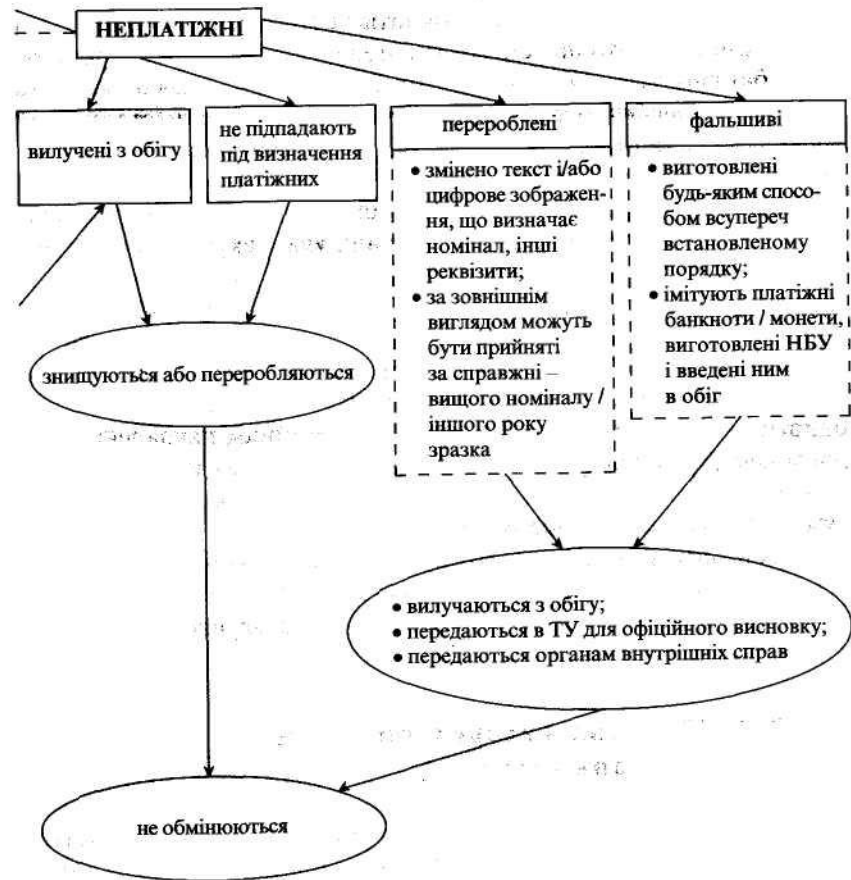 НЕПЛАТІЖНІ
вилучені з обігу
не підпадають
під визначення
платіжних
перероблені
• змінено текст і/або
цифрове зображен-
ня, що визначає
номінал, інші
реквізити;
• за зовнішнім
виглядом можуть
бути прийняті
за справжні –
вищого номіналу /
іншого року
зразка
фальшиві
• виготовлені
будь-яким спосо-
бом всупереч
встановленому
порядку;
• імітують платіжні
банкноти / монети,
виготовлені НБУ
і введені ним
в обіг
знищуються або переробляються
• вилучаються з обігу;
• передаються в ТУ для офіційного висновку;
• передаються органам внутрішніх справ
не обмінюються